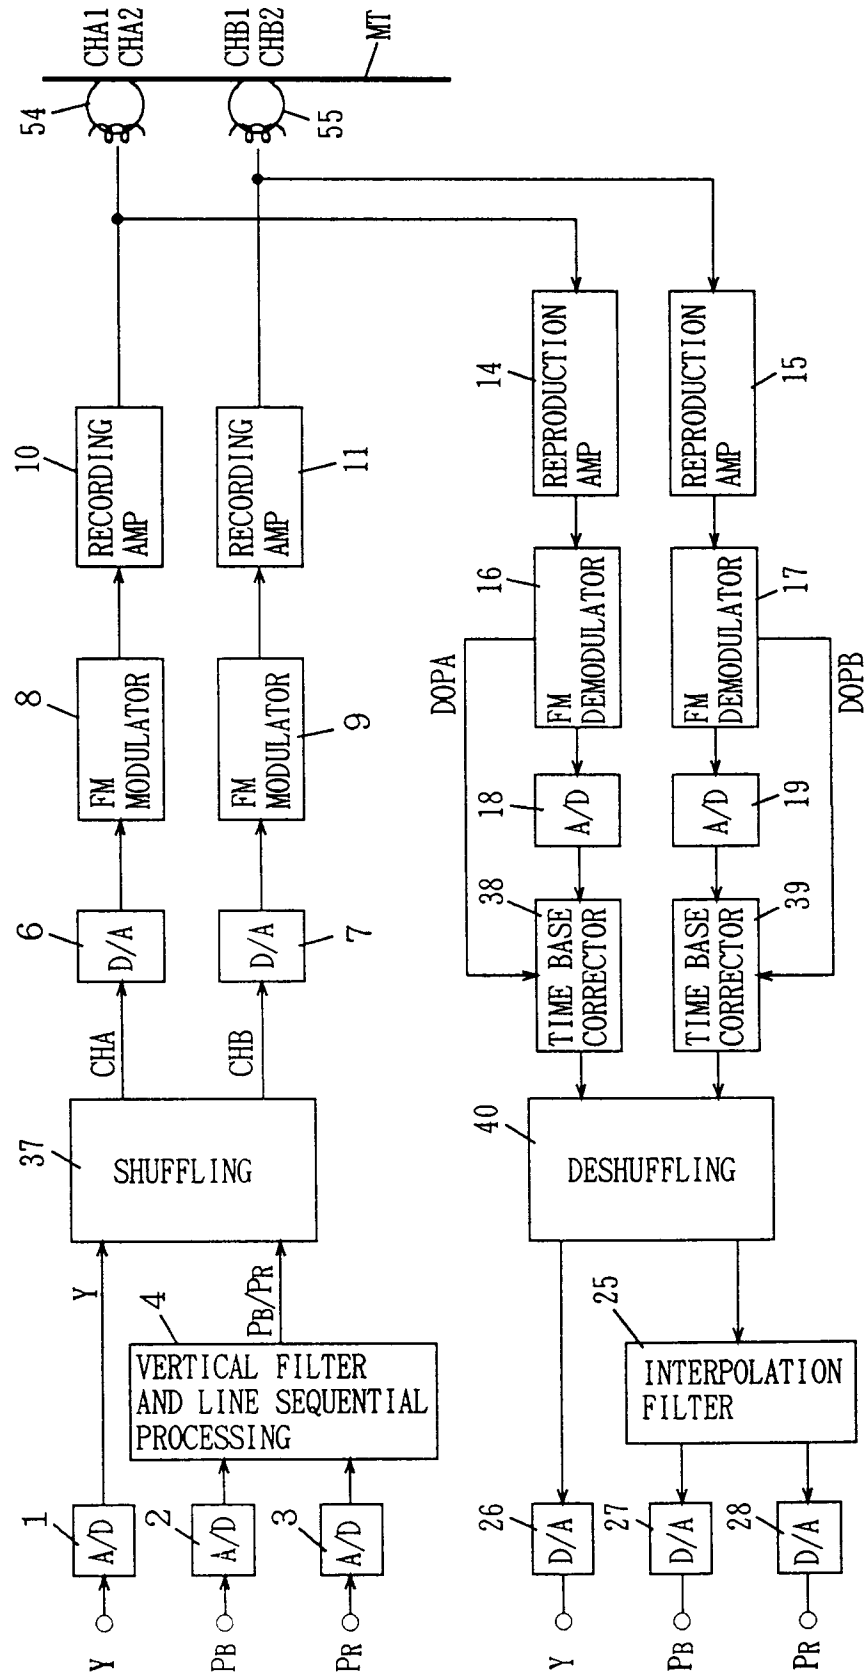 Y
PB
PR
1
A/D
2
A/D
3
A/D
Y
4
VERTICAL FILTER
AND LINE SEQUENTIAL
PROCESSING
PB/PR
37
SHUFFLING
CHA
CHB
6
D/A
7
D/A
8
FM
MODULATOR
9
FM
MODULATOR
10
RECORDING
AMP
11
RECORDING
AMP
54
55
CHA1
CHA2
CHB1
CHB2
MT
14
REPRODUCTION
AMP
15
REPRODUCTION
AMP
16
FM
DEMODULATOR
17
FM
DEMODULATOR
DOPA
DOPB
18
A/D
19
A/D
38
TIME BASE
CORRECTOR
39
TIME BASE
CORRECTOR
40
DESHUFFLING
25
INTERPOLATION
FILTER
26
D/A
27
D/A
28
D/A
Y
PB
PR